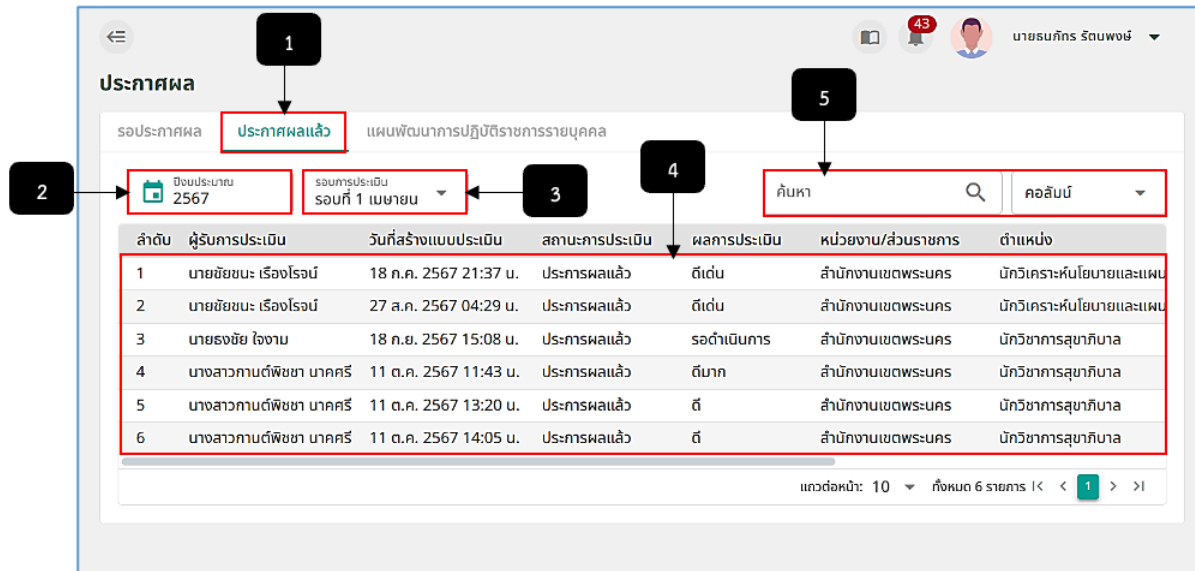 1
43
นายธนภัทร รัตนพงษ์
ประกาศผล
5
รอประกาศผล ประกาศผลแล้ว แผนพัฒนาการปฏิบัติราชการรายบุคคล
2
ปีงบประมาณ
2567
รอบการประเมิน
รอบที่ 1 เมษายน
3
4
ค้นหา
คอลัมน์
ลำดับ ผู้รับการประเมิน วันที่สร้างแบบประเมิน สถานะการประเมิน ผลการประเมิน หน่วยงาน/ส่วนราชการ ตำแหน่ง
1 นายชัยชนะ เรืองโรจน์ 18 ก.ค. 2567 21:37 น. ประการผลแล้ว ดีเด่น สำนักงานเขตพระนคร นักวิเคราะห์นโยบายและแผน
2 นายชัยชนะ เรืองโรจน์ 27 ส.ค. 2567 04:29 น. ประการผลแล้ว ดีเด่น สำนักงานเขตพระนคร นักวิเคราะห์นโยบายและแผน
3 นายธงชัย ใจงาม 18 ก.ย. 2567 15:08 น. ประการผลแล้ว รอดำเนินการ สำนักงานเขตพระนคร นักวิชาการสุขาภิบาล
4 นางสาวกานต์พิชชา นาคศรี 11 ต.ค. 2567 11:43 น. ประการผลแล้ว ดีมาก สำนักงานเขตพระนคร นักวิชาการสุขาภิบาล
5 นางสาวกานต์พิชชา นาคศรี 11 ต.ค. 2567 13:20 น. ประการผลแล้ว ดี สำนักงานเขตพระนคร นักวิชาการสุขาภิบาล
6 นางสาวกานต์พิชชา นาคศรี 11 ต.ค. 2567 14:05 น. ประการผลแล้ว ดี สำนักงานเขตพระนคร นักวิชาการสุขาภิบาล
แถวต่อหน้า: 10 ทั้งหมด 6 รายการ |< < 1 > >|